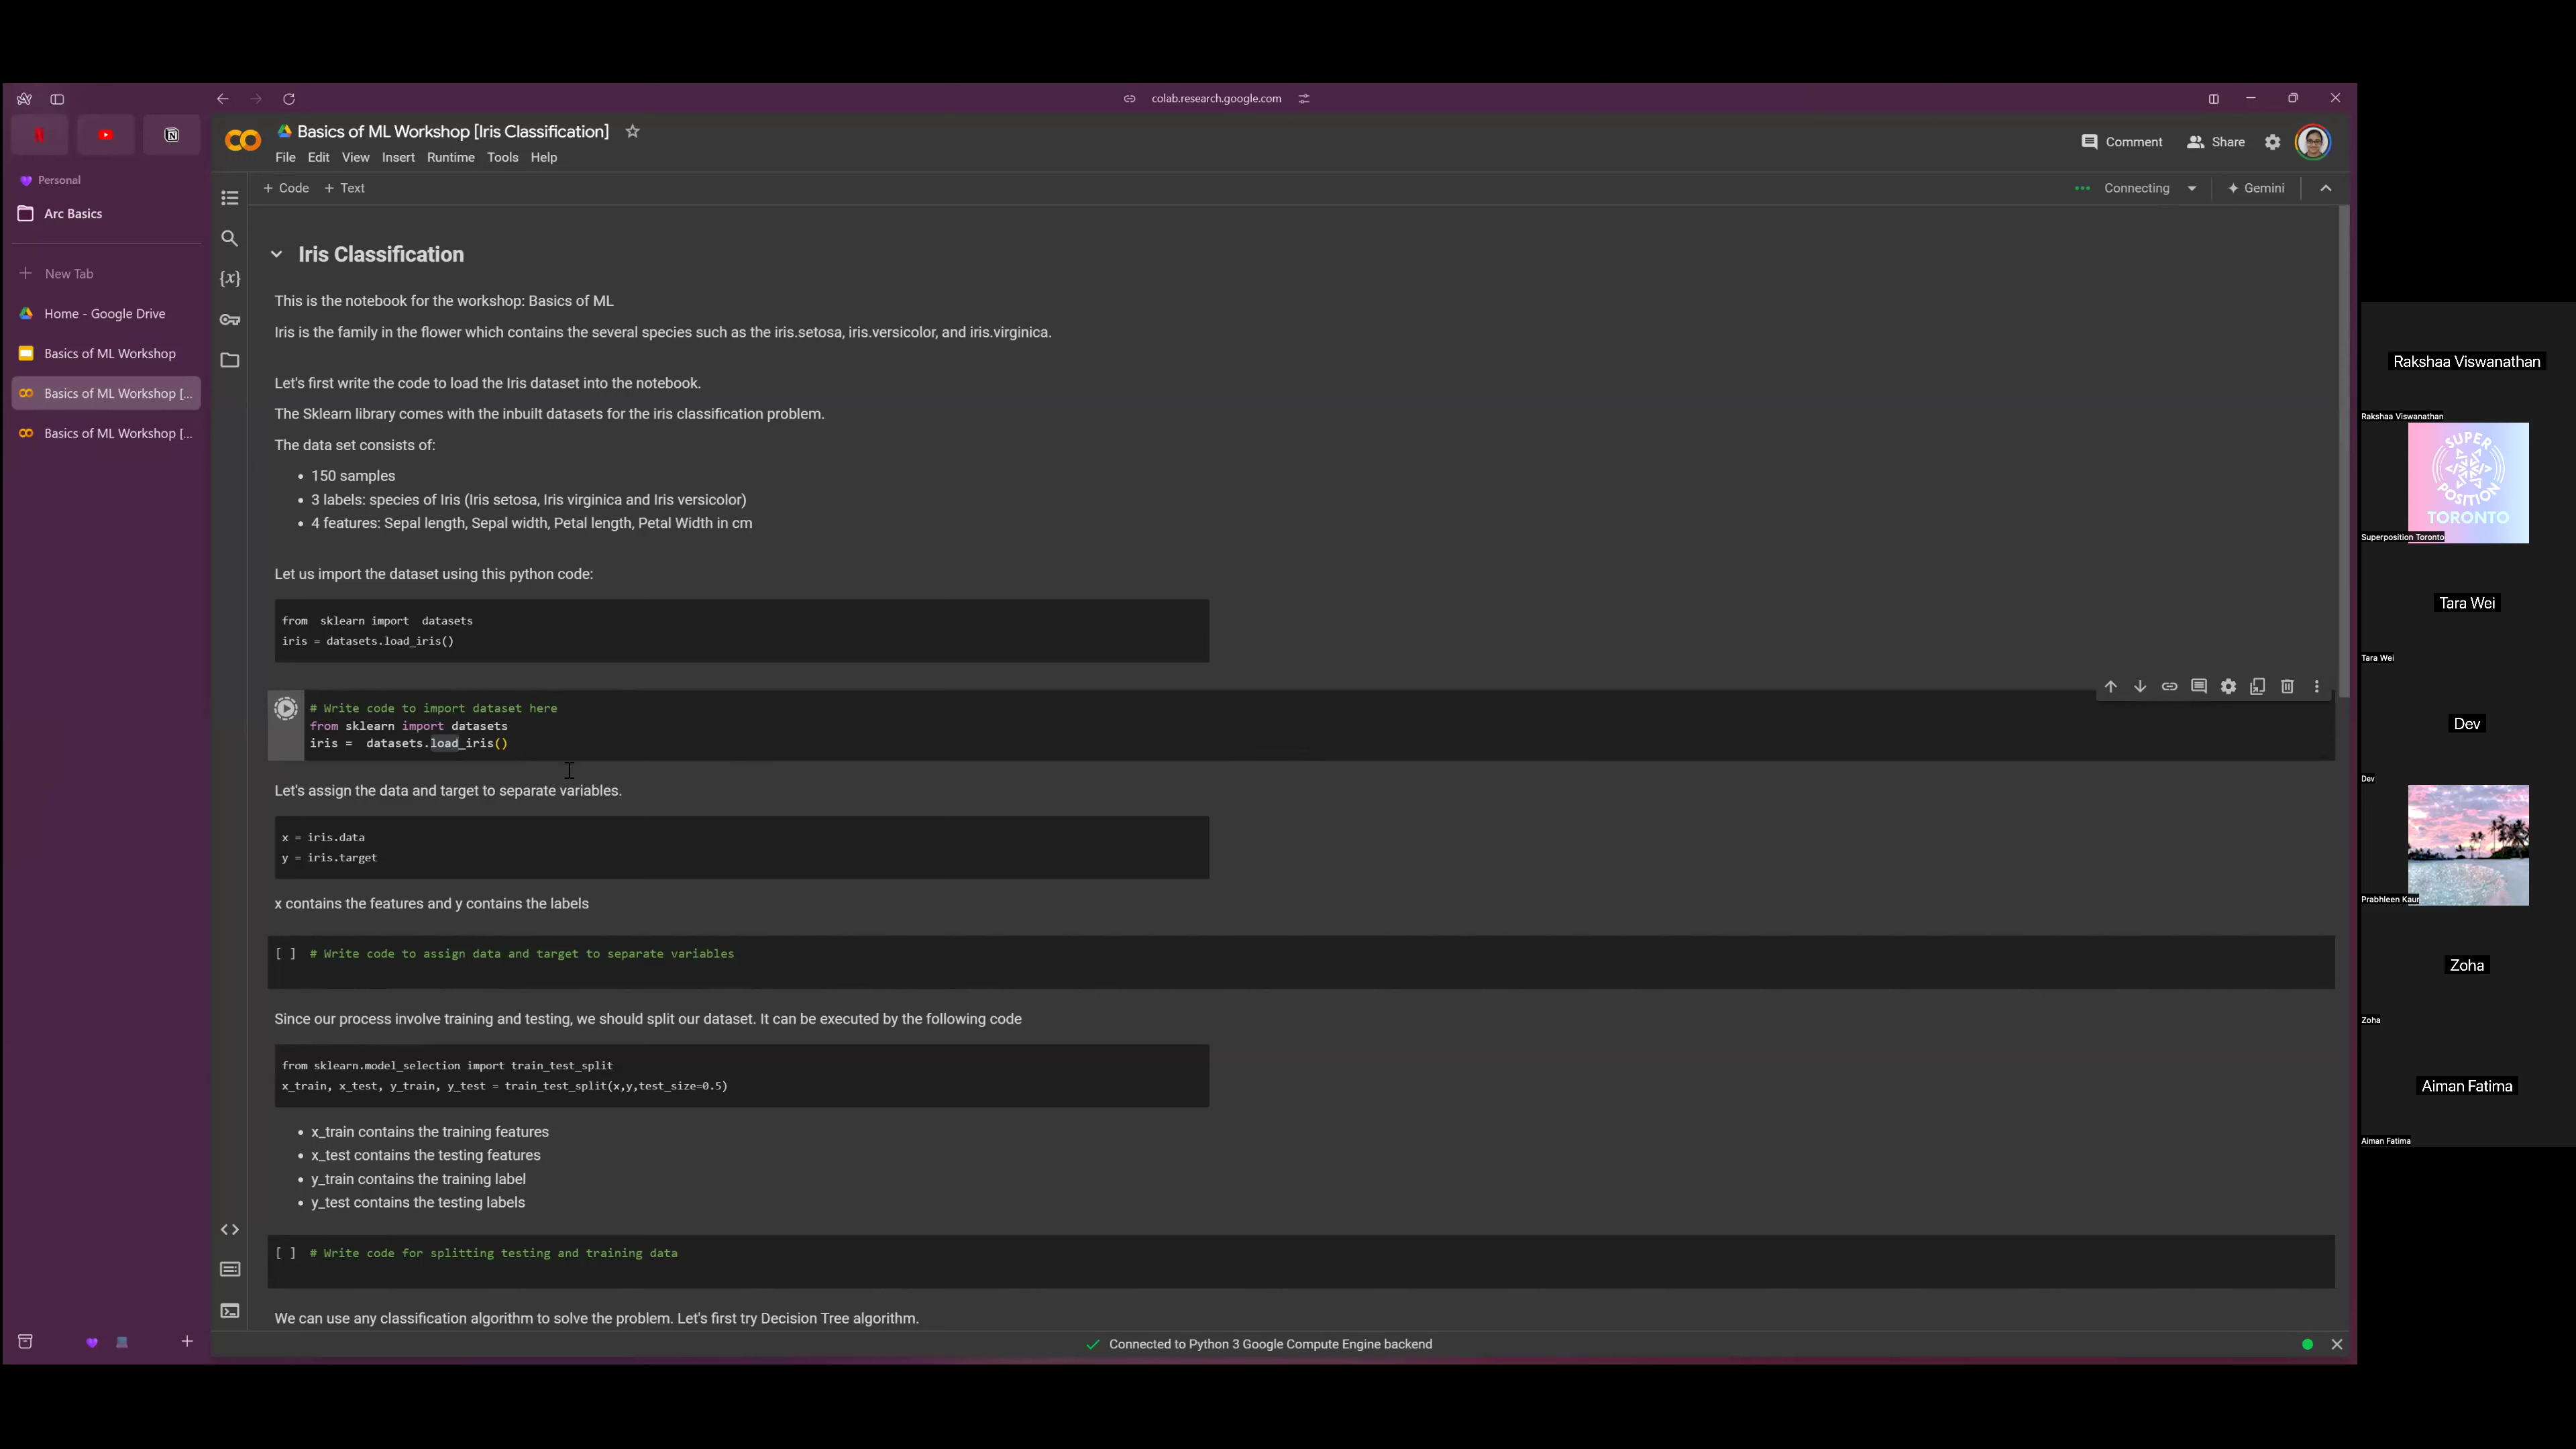 colab.research.google.com
Basics of ML Workshop [Iris Classification]
File Edit View Insert Runtime Tools Help
Comment
Share
+ Code + Text
Connecting
Gemini
Personal
Arc Basics
New Tab
Home - Google Drive
Basics of ML Workshop
Basics of ML Workshop [...
Basics of ML Workshop [...
Iris Classification
This is the notebook for the workshop: Basics of ML
Iris is the family in the flower which contains the several species such as the iris.setosa, iris.versicolor, and iris.virginica.
Let's first write the code to load the Iris dataset into the notebook.
The Sklearn library comes with the inbuilt datasets for the iris classification problem.
The data set consists of:
• 150 samples
• 3 labels: species of Iris (Iris setosa, Iris virginica and Iris versicolor)
• 4 features: Sepal length, Sepal width, Petal length, Petal Width in cm
Let us import the dataset using this python code:
from  sklearn import  datasets
iris = datasets.load_iris()
# Write code to import dataset here
from sklearn import datasets
iris =  datasets.load_iris()
Let's assign the data and target to separate variables.
x = iris.data
y = iris.target
x contains the features and y contains the labels
[ ] # Write code to assign data and target to separate variables
Since our process involve training and testing, we should split our dataset. It can be executed by the following code
from sklearn.model_selection import train_test_split
x_train, x_test, y_train, y_test = train_test_split(x,y,test_size=0.5)
• x_train contains the training features
• x_test contains the testing features
• y_train contains the training label
• y_test contains the testing labels
[ ] # Write code for splitting testing and training data
We can use any classification algorithm to solve the problem. Let's first try Decision Tree algorithm.
Connected to Python 3 Google Compute Engine backend
Rakshaa Viswanathan
Rakshaa Viswanathan
SUPER
POSITION
TORONTO
Superposition Toronto
Tara Wei
Tara Wei
Dev
Dev
Prabhleen Kaur
Zoha
Zoha
Aiman Fatima
Aiman Fatima